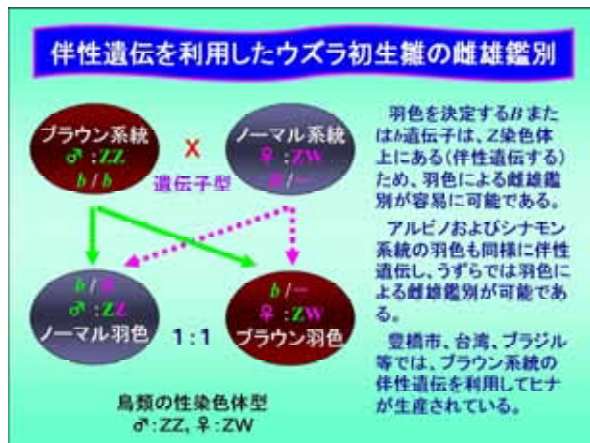 伴性遺伝を利用したウズラ初生雛の雌雄鑑別
ブラウン系統
♂:ZZ
b/b
X
ノーマル系統
♀:ZW
B/ー
遺伝子型
b/B
♂:ZZ
ノーマル羽色
1:1
b/ー
♀:ZW
ブラウン羽色
鳥類の性染色体型
♂:ZZ, ♀:ZW
羽色を決定するBまた
はb遺伝子は、Z染色体
上にある(伴性遺伝する)
ため、羽色による雌雄鑑
別が容易に可能である。
アルビノおよびシナモン
系統の羽色も同様に伴性
遺伝し、うずらでは羽色に
よる雌雄鑑別が可能であ
る。
豊橋市、台湾、ブラジル
等では、ブラウン系統の
伴性遺伝を利用してヒナ
が生産されている。